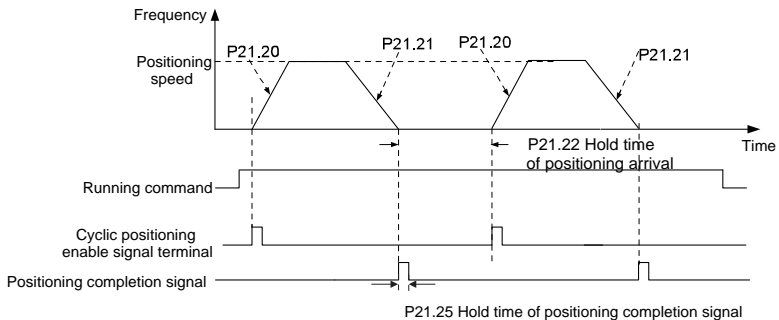 Frequency
P21.20
P21.21
P21.20
P21.21
Positioning
speed
P21.22 Hold time
of positioning arrival
Time
Running command
Cyclic positioning
enable signal terminal
Positioning completion signal
P21.25 Hold time of positioning completion signal